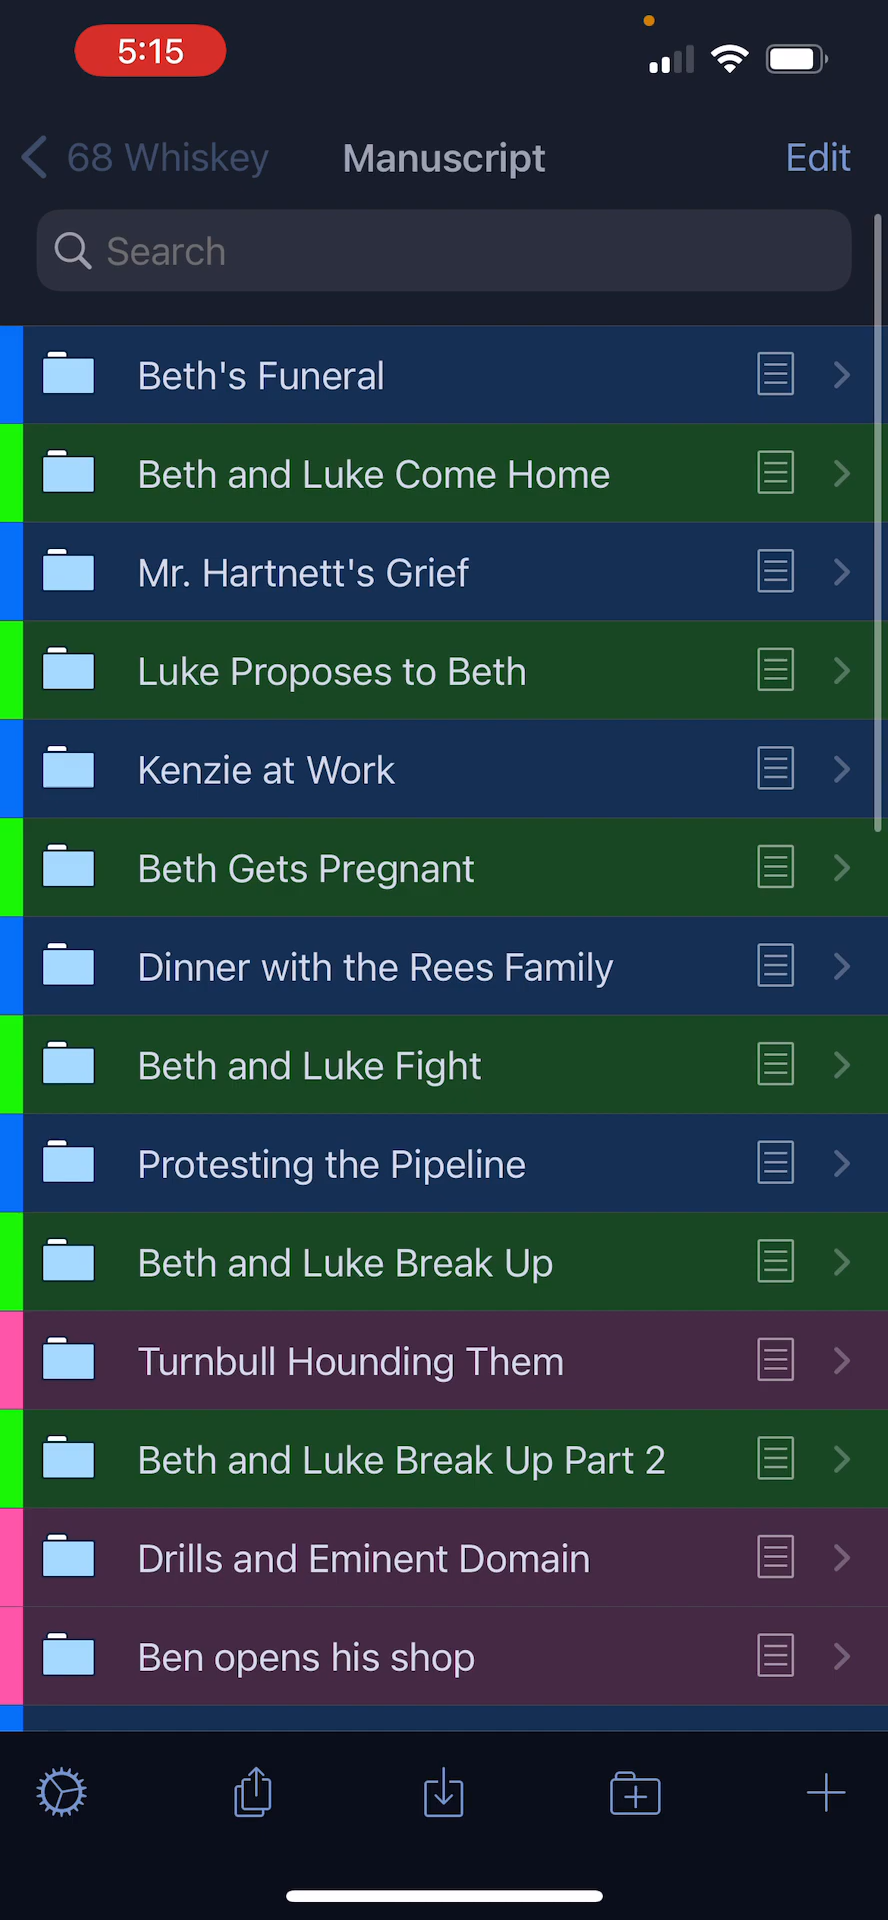 5:15
68 Whiskey
Manuscript
Edit
Search
Beth's Funeral
Beth and Luke Come Home
Mr. Hartnett's Grief
Luke Proposes to Beth
Kenzie at Work
Beth Gets Pregnant
Dinner with the Rees Family
Beth and Luke Fight
Protesting the Pipeline
Beth and Luke Break Up
Turnbull Hounding Them
Beth and Luke Break Up Part 2
Drills and Eminent Domain
Ben opens his shop